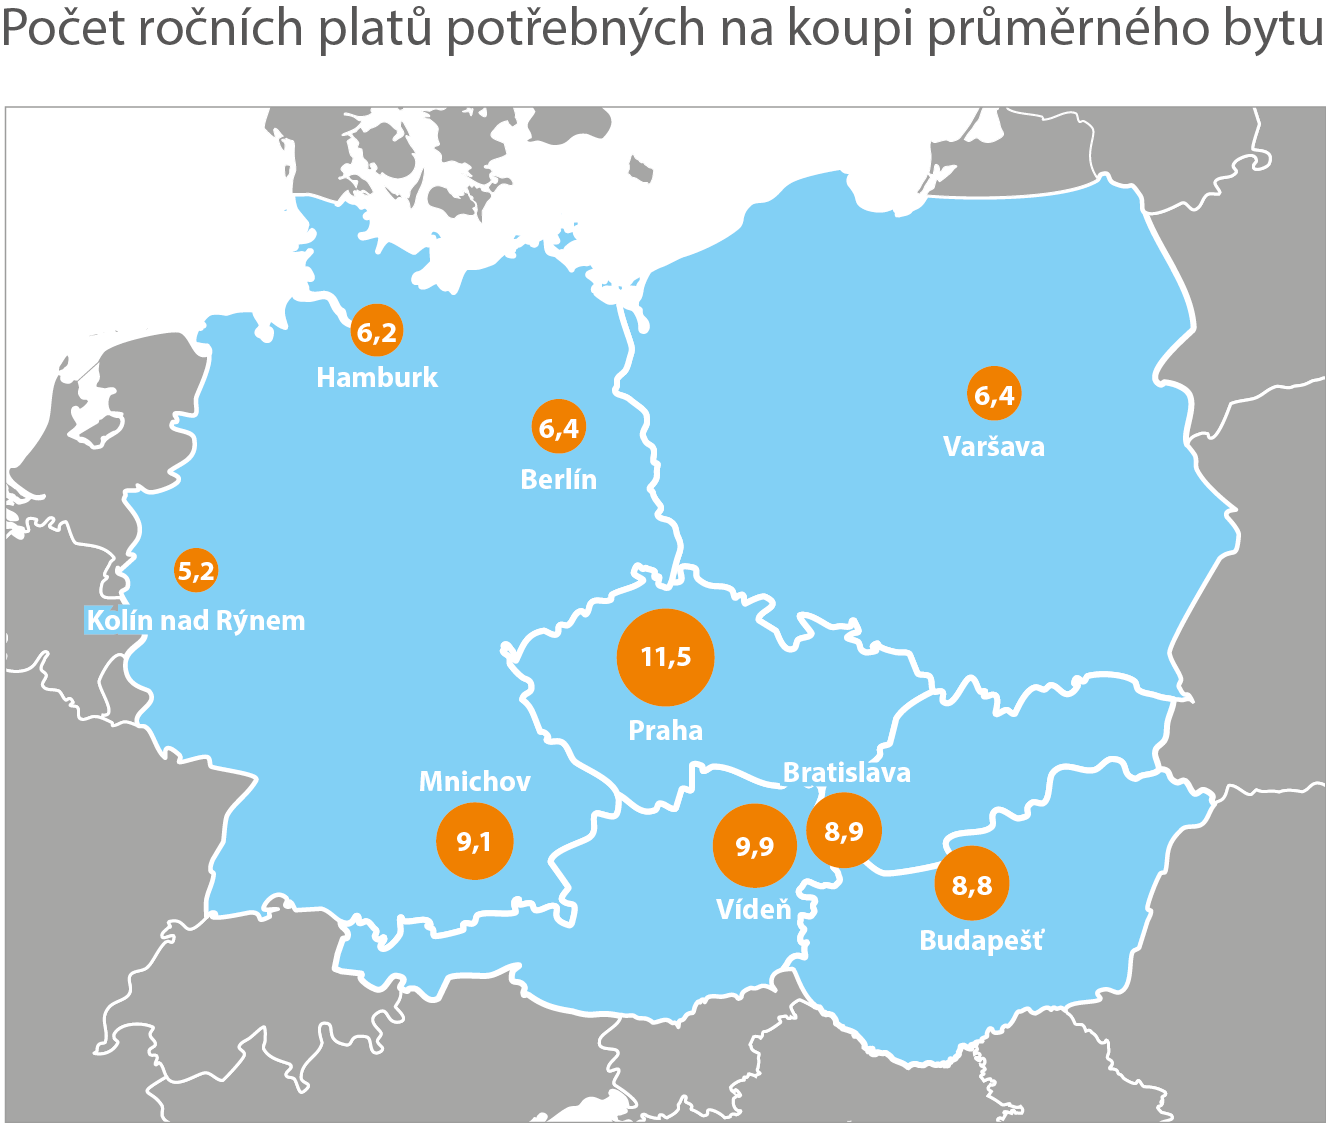 Počet ročních platů potřebných na koupi průměrného bytu
6,2
Hamburk
6,4
Berlín
6,4
Varšava
5,2
Kolín nad Rýnem
11,5
Praha
Mnichov
9,1
Bratislava
8,9
9,9
Vídeň
8,8
Budapešť